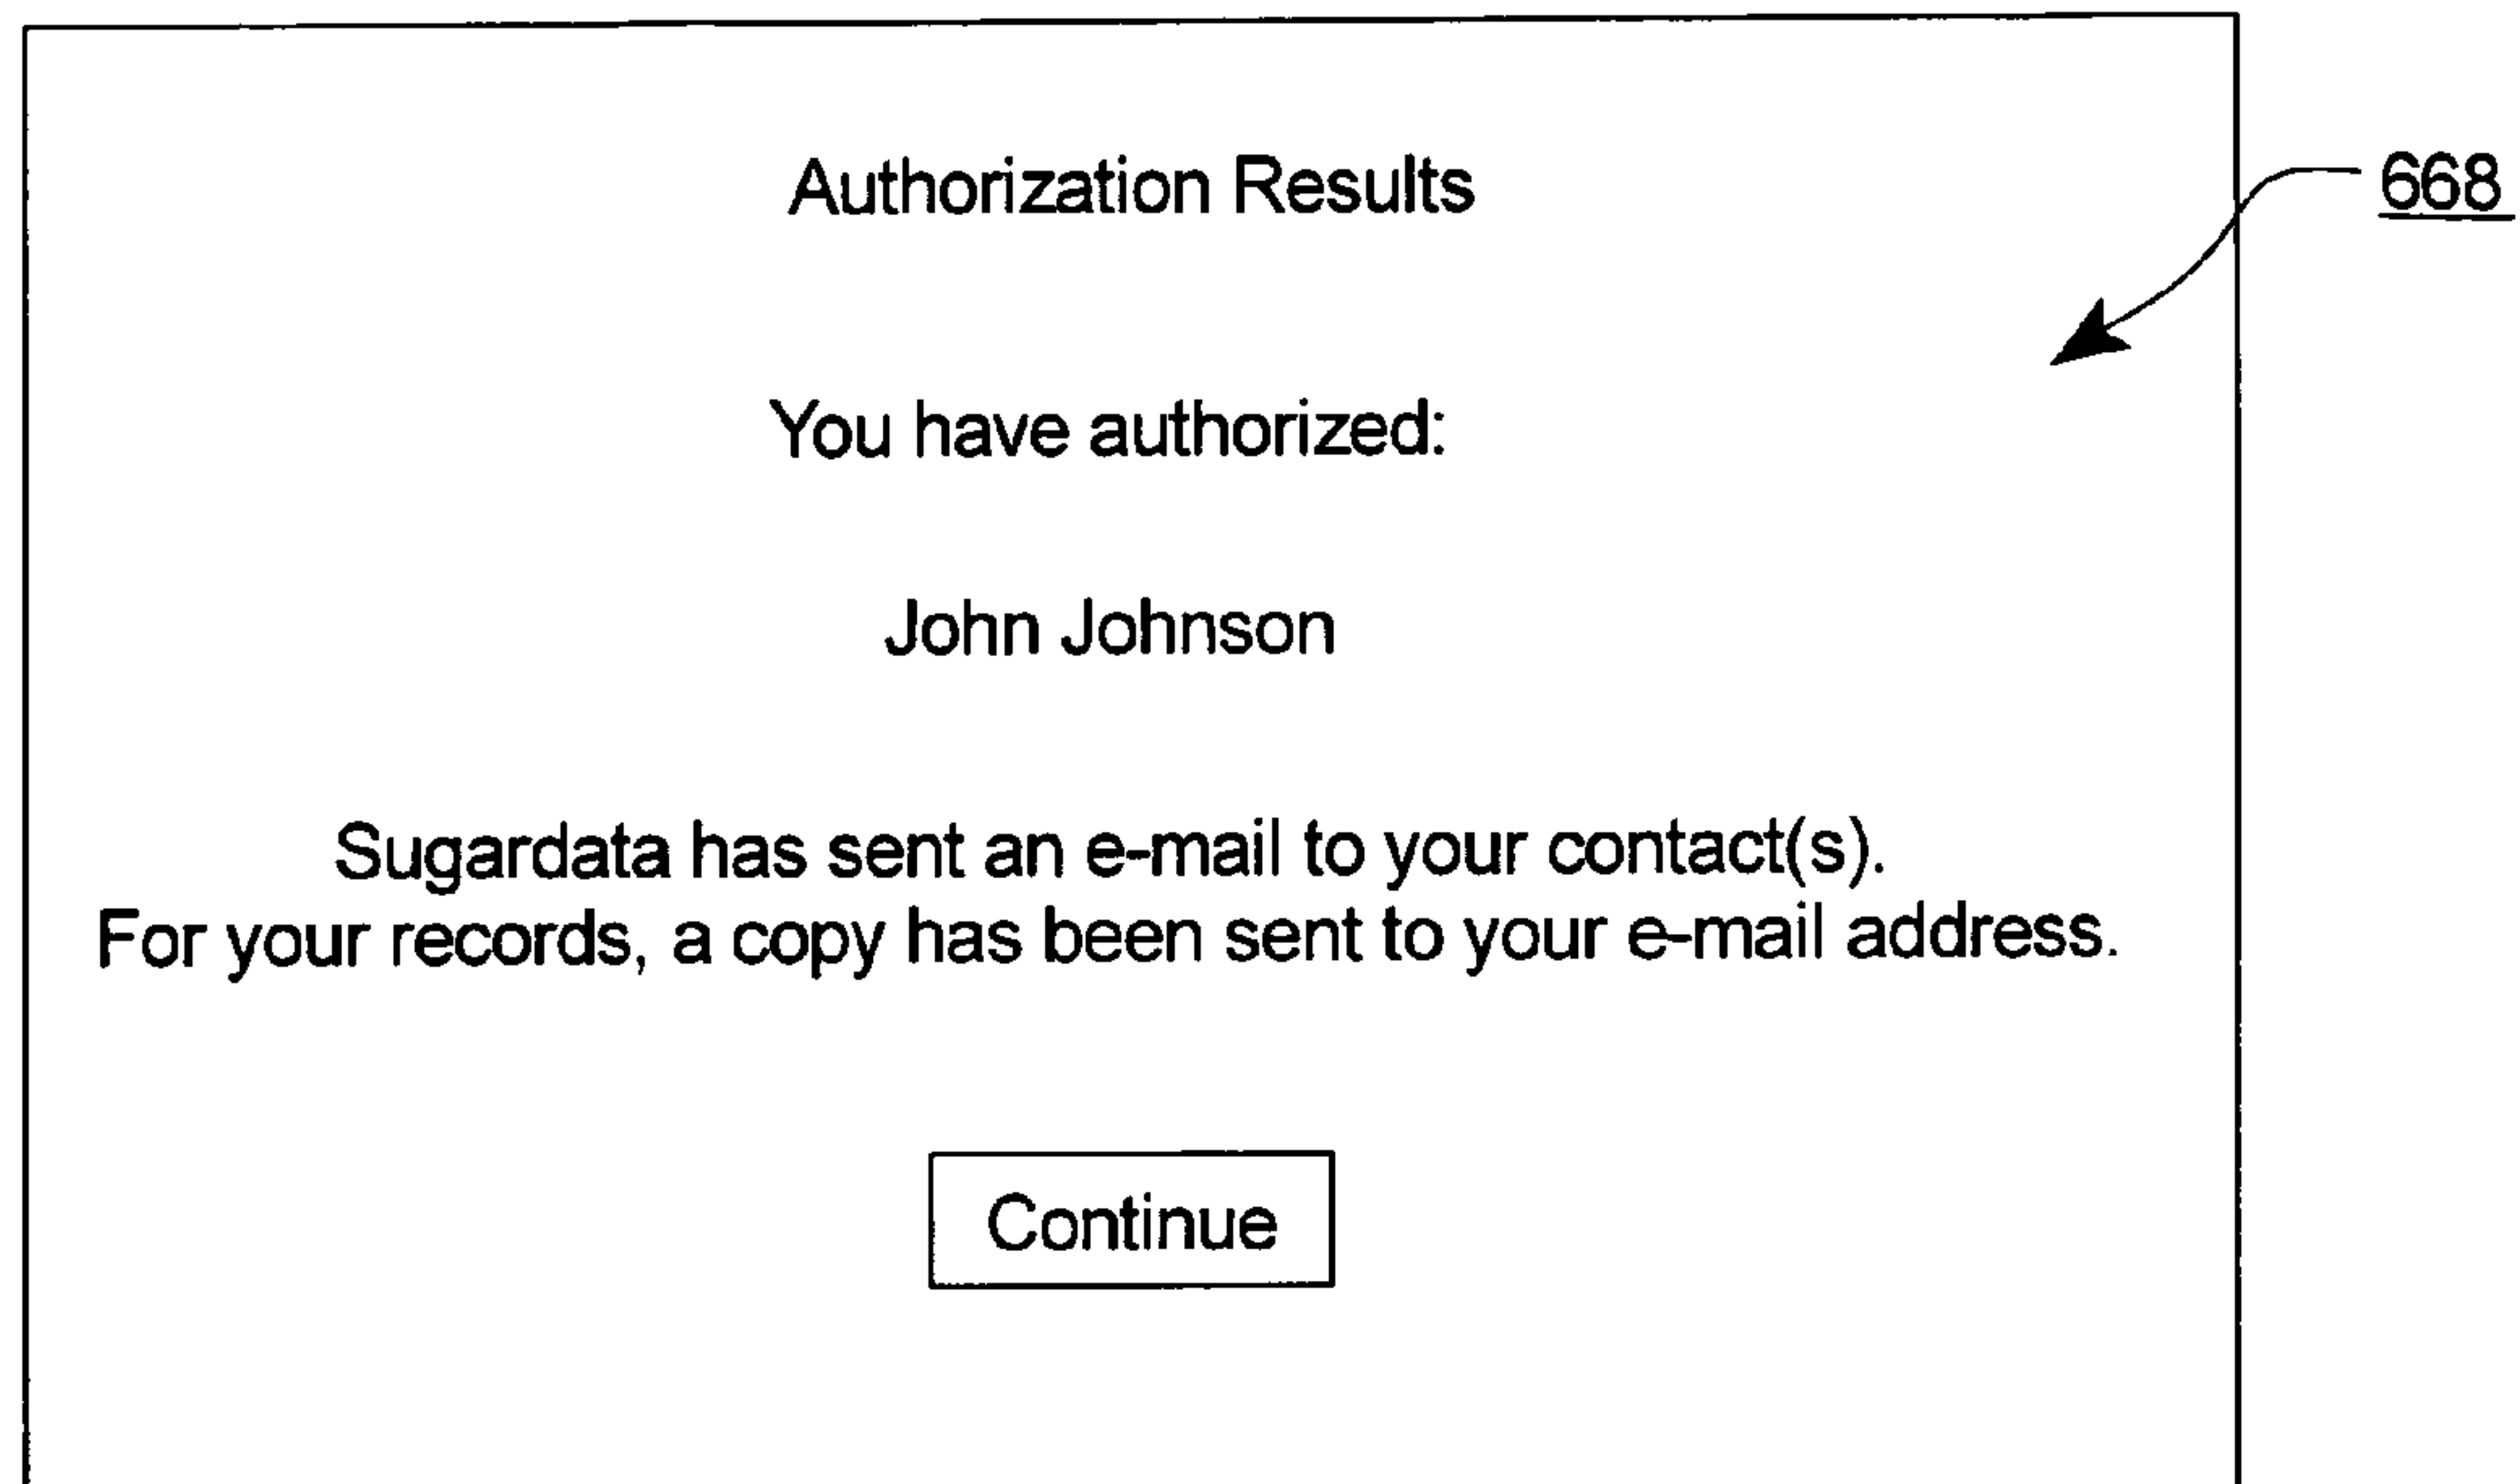 Authorization Results
668
You have authorized:
John Johnson
Sugardata has sent an e-mail to your contact(s).
For your records, a copy has been sent to your e-mail address.
Continue